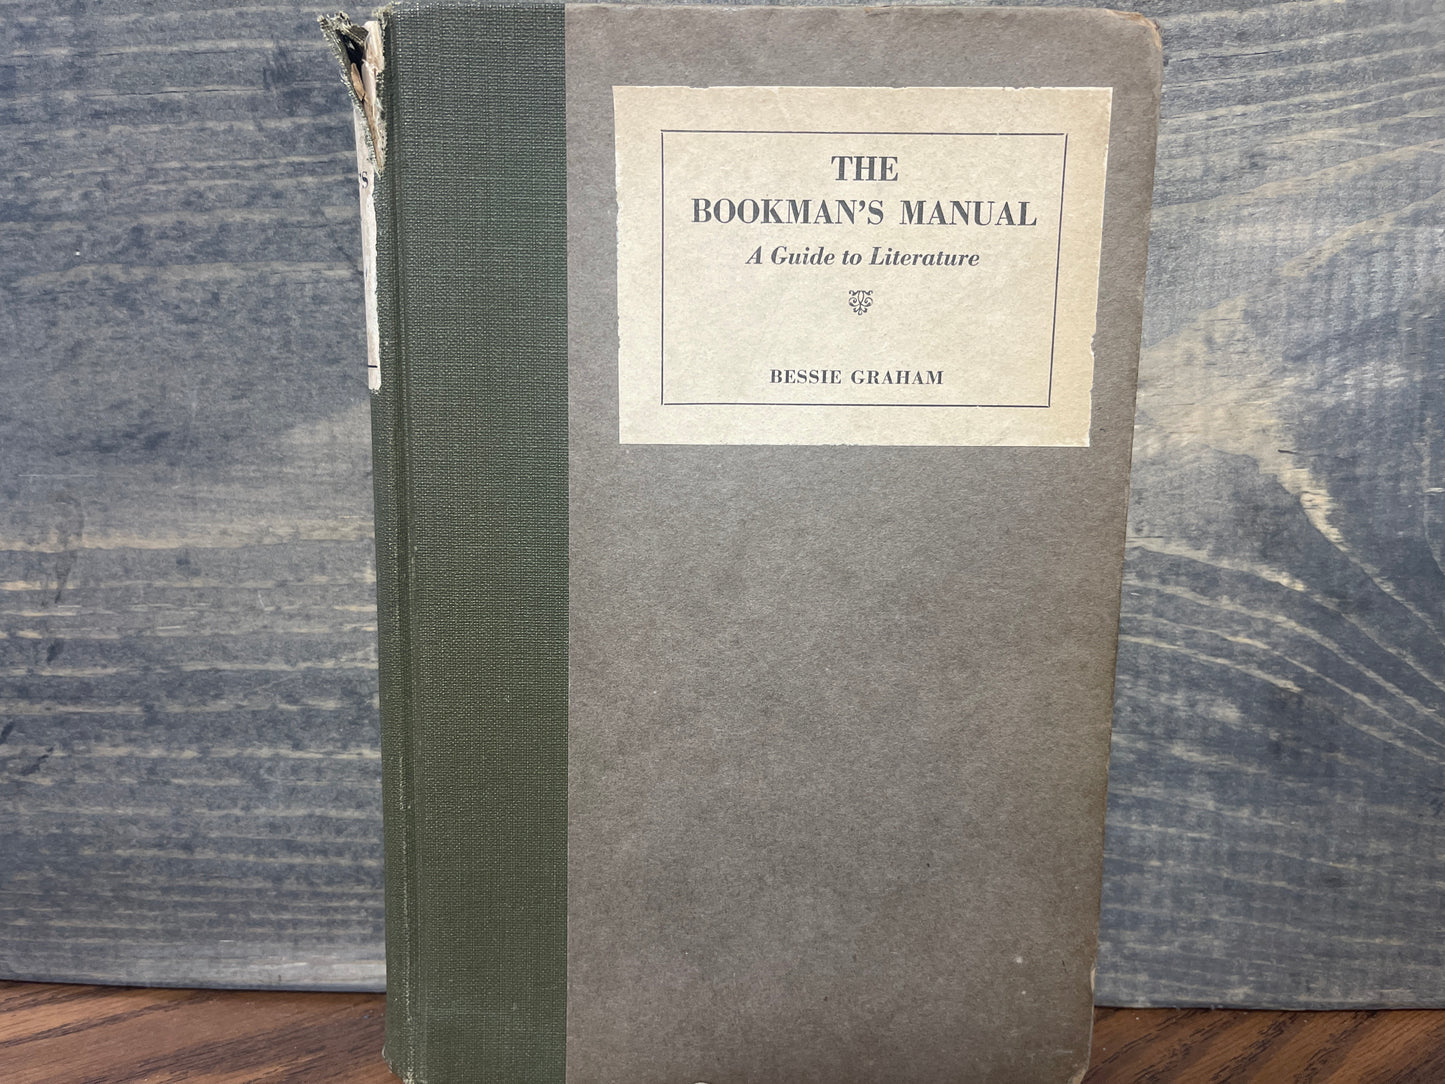 THE
BOOKMAN'S MANUAL
A Guide to Literature
BESSIE GRAHAM